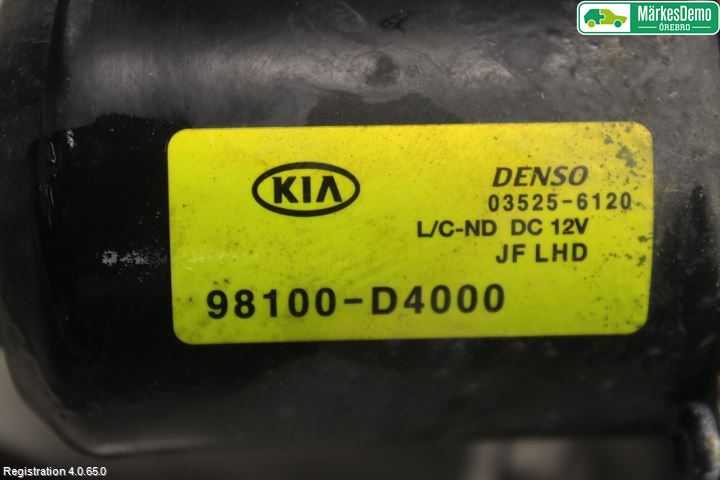 MärkesDemo
ÖREBRO
KIA
DENSO
03525-6120
L/C-ND DC 12V
JF LHD
98100-D4000
Registration 4.0.65.0